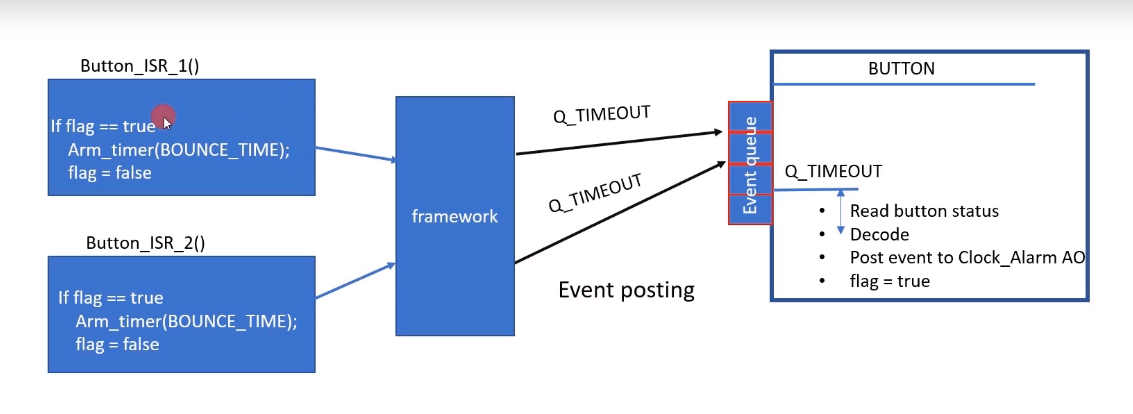 Button_ISR_1()
If flag == true
Arm_timer(BOUNCE_TIME);
flag = false
Button_ISR_2()
If flag == true
Arm_timer(BOUNCE_TIME);
flag = false
framework
Q_TIMEOUT
Q_TIMEOUT
Event posting
Event queue
BUTTON
Q_TIMEOUT
• Read button status
• Decode
• Post event to Clock_Alarm AO
• flag = true